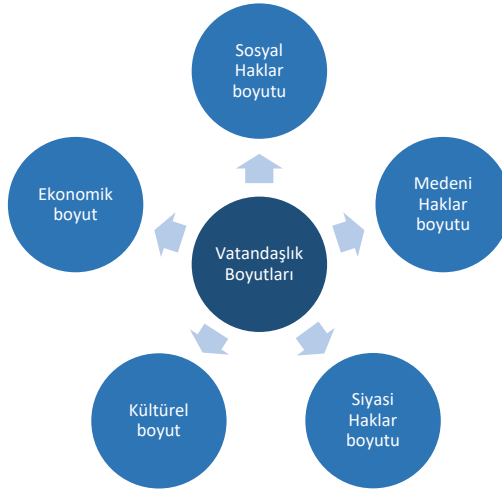 Sosyal
Haklar
boyutu
Ekonomik
boyut
Medeni
Haklar
boyutu
Vatandaşlık
Boyutları
Kültürel
boyut
Siyasi
Haklar
boyutu